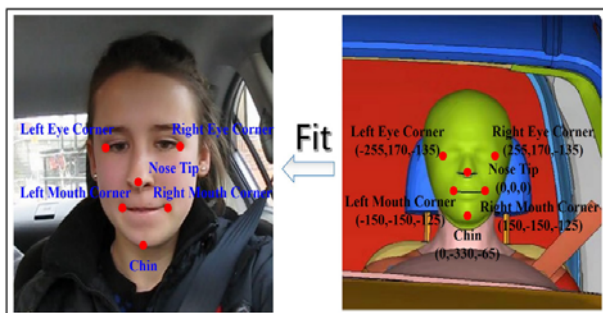 Left Eye Corner
Right Eye Corner
Nose Tip
Left Mouth Corner
Right Mouth Corner
Chin
Fit
Left Eye Corner
(-255,170,-135)
Right Eye Corner
(255,170,-135)
Nose Tip
(0,0,0)
Left Mouth Corner
(-150,-150,-125)
Right Mouth Corner
(150,-150,-125)
Chin
(0,-330,-65)